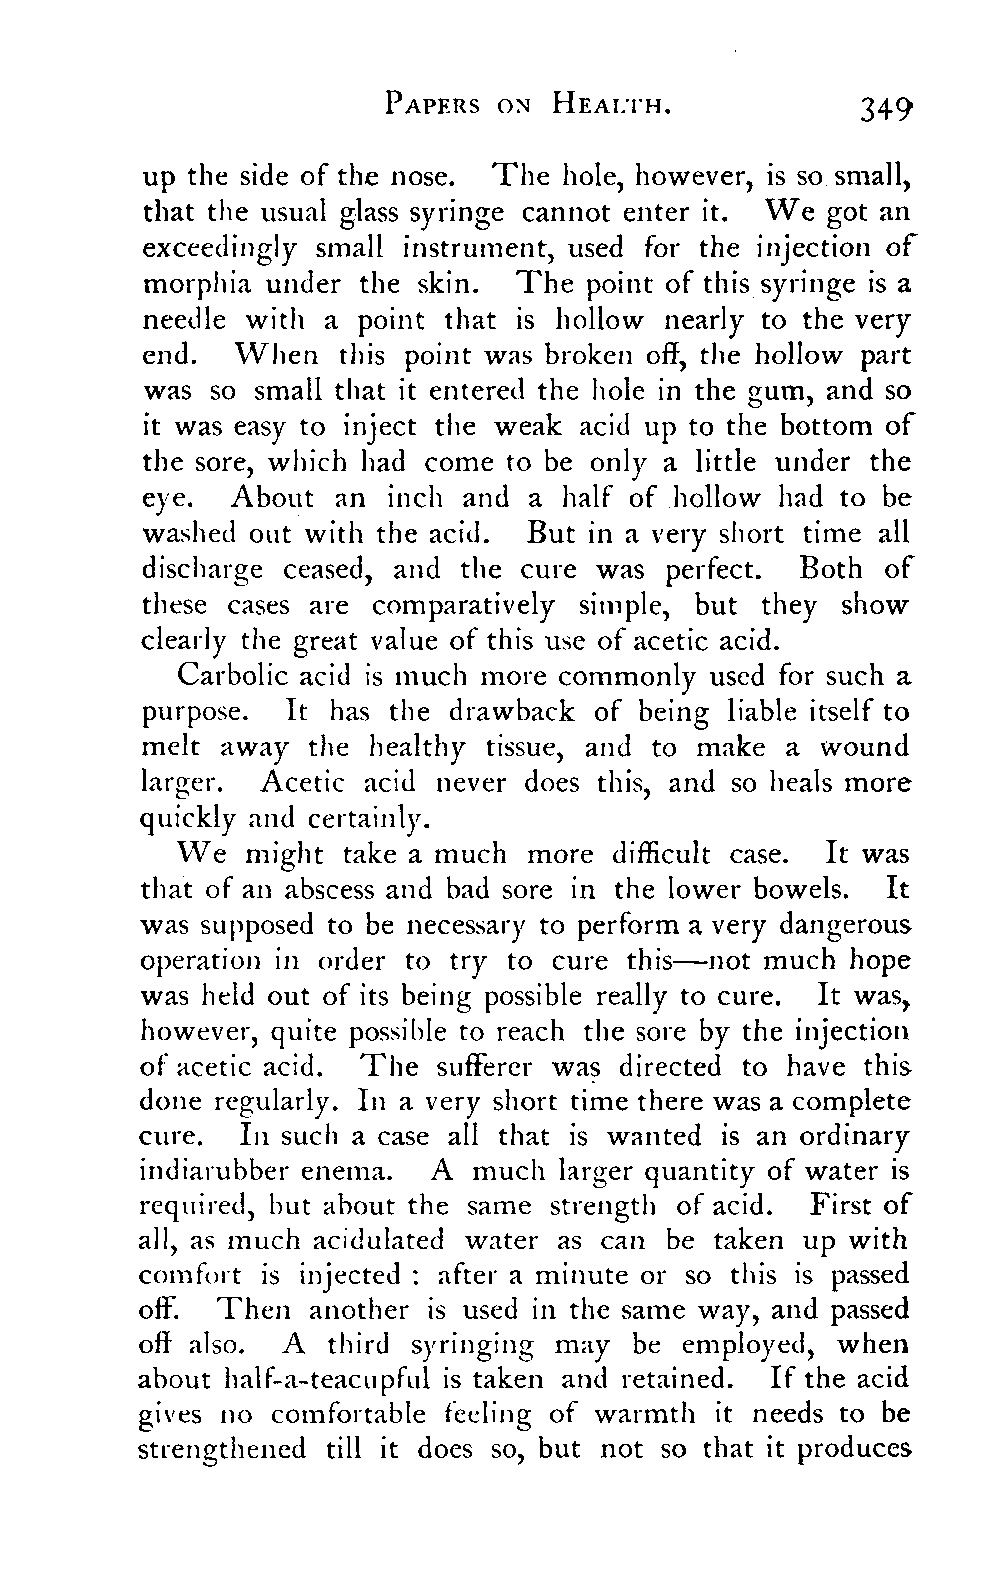 PAPERS ON HEALTH. 349
up the side of the nose. The hole, however, is so small,
that the usual glass syringe cannot enter it. We got an
exceedingly small instrument, used for the injection of
morphia under the skin. The point of this syringe is a
needle with a point that is hollow nearly to the very
end. When this point was broken off, the hollow part
was so small that it entered the hole in the gum, and so
it was easy to inject the weak acid up to the bottom of
the sore, which had come to be only a little under the
eye. About an inch and a half of hollow had to be
washed out with the acid. But in a very short time all
discharge ceased, and the cure was perfect. Both of
these cases are comparatively simple, but they show
clearly the great value of this use of acetic acid.
Carbolic acid is much more commonly used for such a
purpose. It has the drawback of being liable itself to
melt away the healthy tissue, and to make a wound
larger. Acetic acid never does this, and so heals more
quickly and certainly.
We might take a much more difficult case. It was
that of an abscess and bad sore in the lower bowels. It
was supposed to be necessary to perform a very dangerous
operation in order to try to cure this—not much hope
was held out of its being possible really to cure. It was,
however, quite possible to reach the sore by the injection
of acetic acid. The sufferer was directed to have this
done regularly. In a very short time there was a complete
cure. In such a case all that is wanted is an ordinary
indiarubber enema. A much larger quantity of water is
required, but about the same strength of acid. First of
all, as much acidulated water as can be taken up with
comfort is injected : after a minute or so this is passed
off. Then another is used in the same way, and passed
off also. A third syringing may be employed, when
about half-a-teacupful is taken and retained. If the acid
gives no comfortable feeling of warmth it needs to be
strengthened till it does so, but not so that it produces